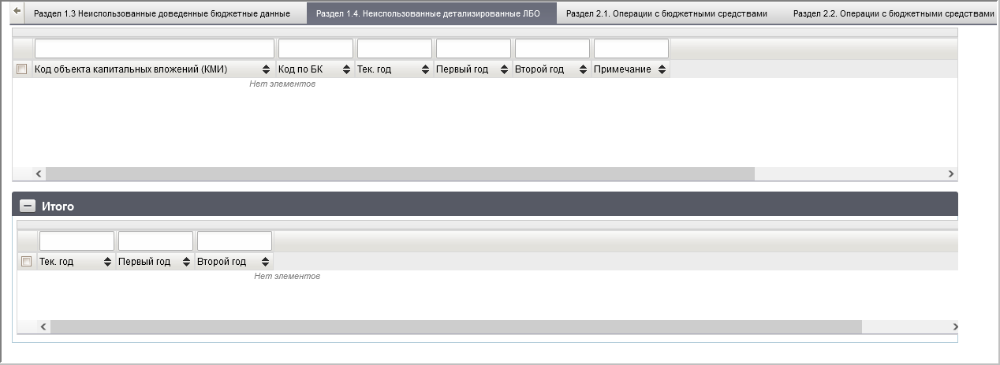 Раздел 1.3 Неиспользованные доведенные бюджетные данные Раздел 1.4. Неиспользованные детализированные ЛБО Раздел 2.1. Операции с бюджетными средствами Раздел 2.2. Операции с бюджетными средствами
Код объекта капитальных вложений (КМИ) Код по БК Тек. год Первый год Второй год Примечание
Нет элементов
Итого
Тек. год Первый год Второй год
Нет элементов